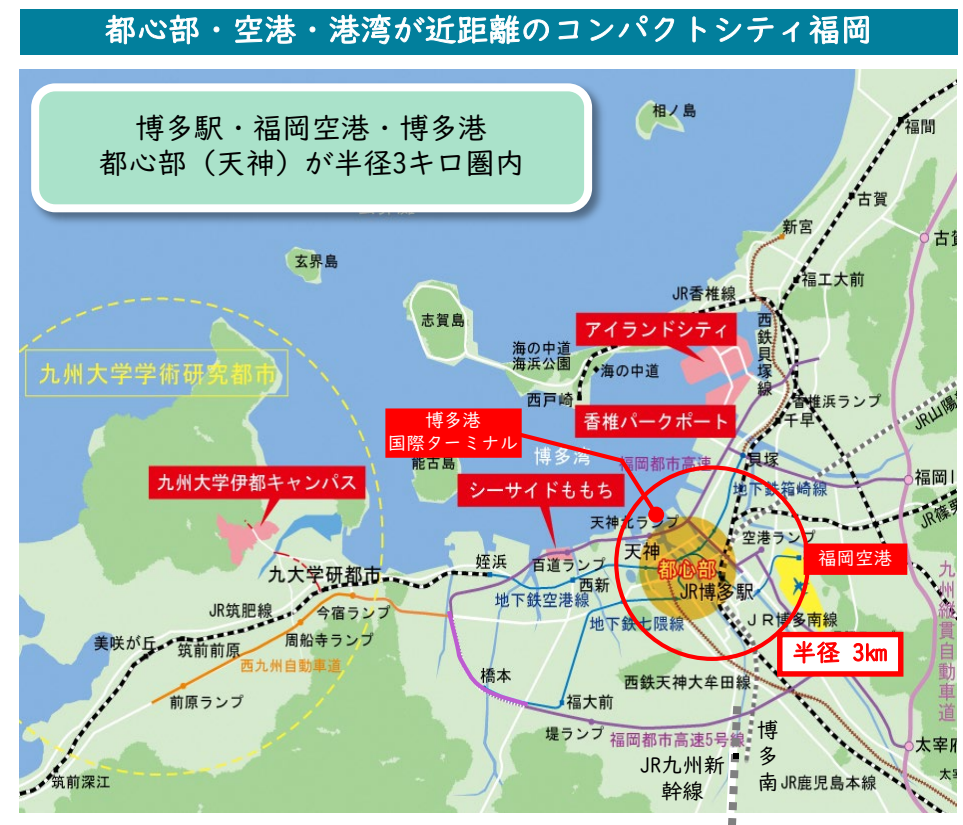 都心部・空港・港湾が近距離のコンパクトシティ福岡
博多駅・福岡空港・博多港
都心部（天神）が半径3キロ圏内
相ノ島
福間
古賀
新宮
玄界島
福工大前
JR香椎線
志賀島
アイランドシティ
西鉄貝塚線
海の中道
海浜公園
海の中道
九州大学学術研究都市
西戸崎
香椎浜ランプ
千早
JR山陽
博多港
国際ターミナル
香椎パークポート
博多湾
福岡都市高速
貝塚
能古島
九州大学伊都キャンパス
シーサイドももち
地下鉄箱崎線
福岡I
天神北ランプ
空港ランプ
天神
福岡空港
姪浜
百道ランプ
都心部
九大学研都市
西新
JR博多駅
地下鉄空港線
JR筑肥線
今宿ランプ
地下鉄七隈線
JR博多南線
九州縦貫自動車道
美咲が丘
筑前前原
周船寺ランプ
西九州自動車道
半径 3km
橋本
西鉄天神大牟田線
前原ランプ
福大前
堤ランプ
福岡都市高速5号線
博多南
太宰府
JR九州新
幹線
筑前深江
JR鹿児島本線